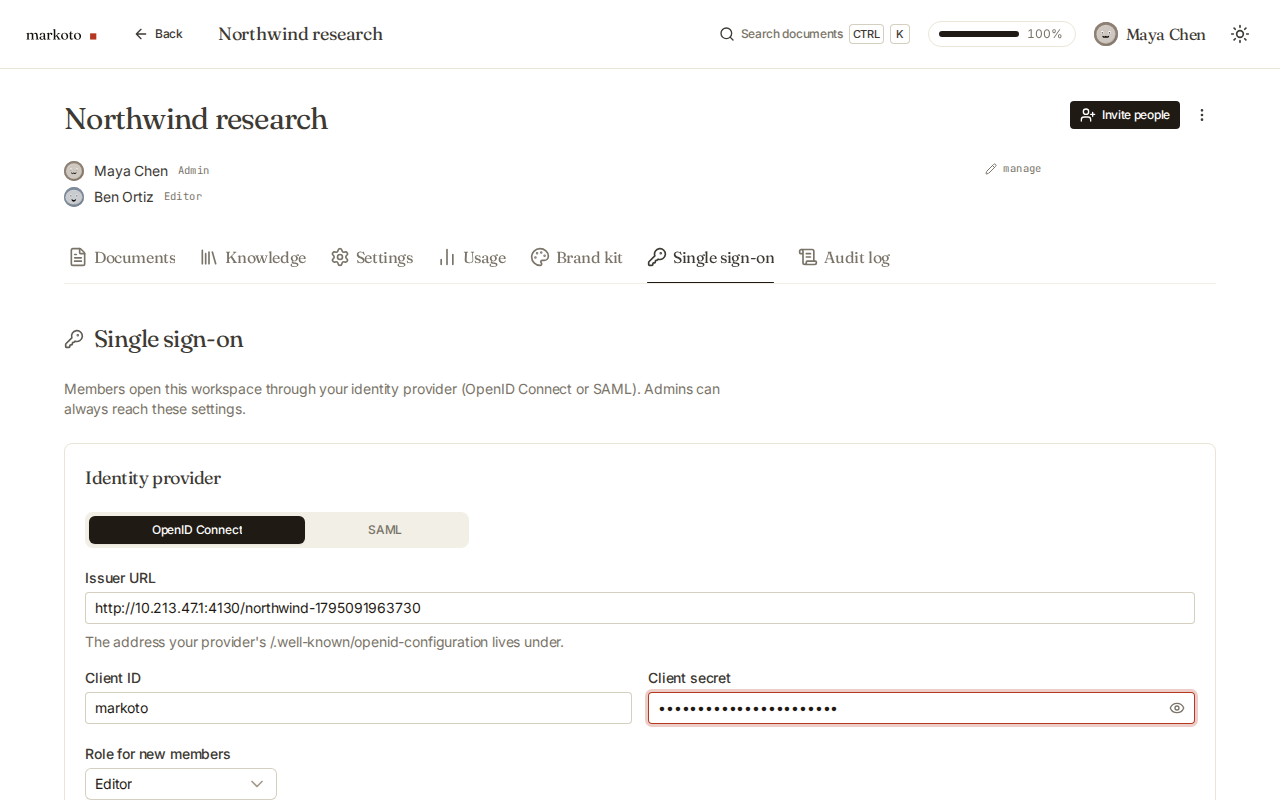 markoto
Back
Northwind research
Search documents CTRL K
100%
Maya Chen
Northwind research
Invite people
Maya Chen Admin
manage
Ben Ortiz Editor
Documents Knowledge Settings Usage Brand kit Single sign-on Audit log
Single sign-on
Members open this workspace through your identity provider (OpenID Connect or SAML). Admins can
always reach these settings.
Identity provider
OpenID Connect SAML
Issuer URL
http://10.213.47.1:4130/northwind-1795091963730
The address your provider's /.well-known/openid-configuration lives under.
Client ID Client secret
markoto •••••••••••••••••••••••
Role for new members
Editor